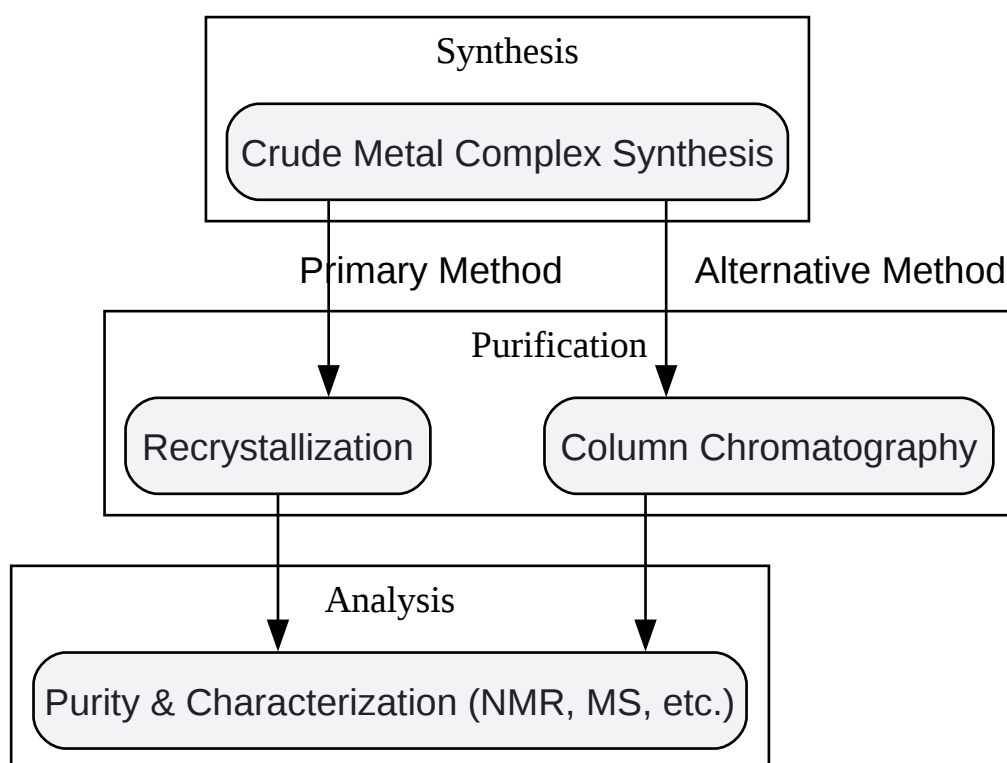 Synthesis
Crude Metal Complex Synthesis
Primary Method
Alternative Method
Purification
Recrystallization
Column Chromatography
Analysis
Purity & Characterization (NMR, MS, etc.)